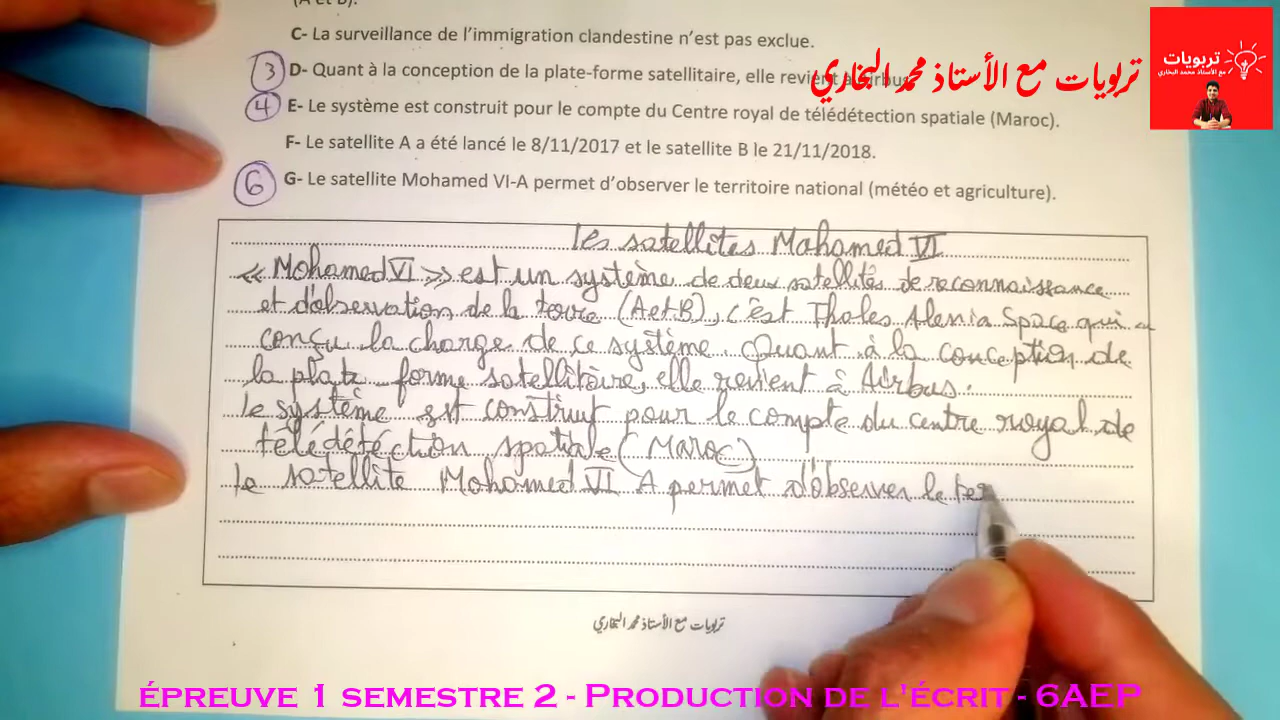 (A et B).
C- La surveillance de l'immigration clandestine n'est pas exclue.
3 D- Quant à la conception de la plate-forme satellitaire, elle revient à Airbus
تربويات مع الأستاذ محمد البخاري
تربويات
مع الأستاذ محمد البخاري
4 E- Le système est construit pour le compte du Centre royal de télédétection spatiale (Maroc).
F- Le satellite A a été lancé le 8/11/2017 et le satellite B le 21/11/2018.
6 G- Le satellite Mohamed VI-A permet d'observer le territoire national (météo et agriculture).
les satellites Mohamed VI
« Mohamed VI » est un système de deux satellites de reconnaissance
et d'observation de la terre (A et B), c'est Thales Alenia Space qui a
conçu la charge de ce système. Quant à la conception de
la plate forme satellitaire, elle revient à Airbus.
le système est construit pour le compte du centre royal de
télédétéction spatiale (Maroc)
le satellite Mohamed VI A permet d'observer le ter
تربويات مع الأستاذ محمد البخاري
épreuve 1 semestre 2 - Production de l'écrit - 6AEP